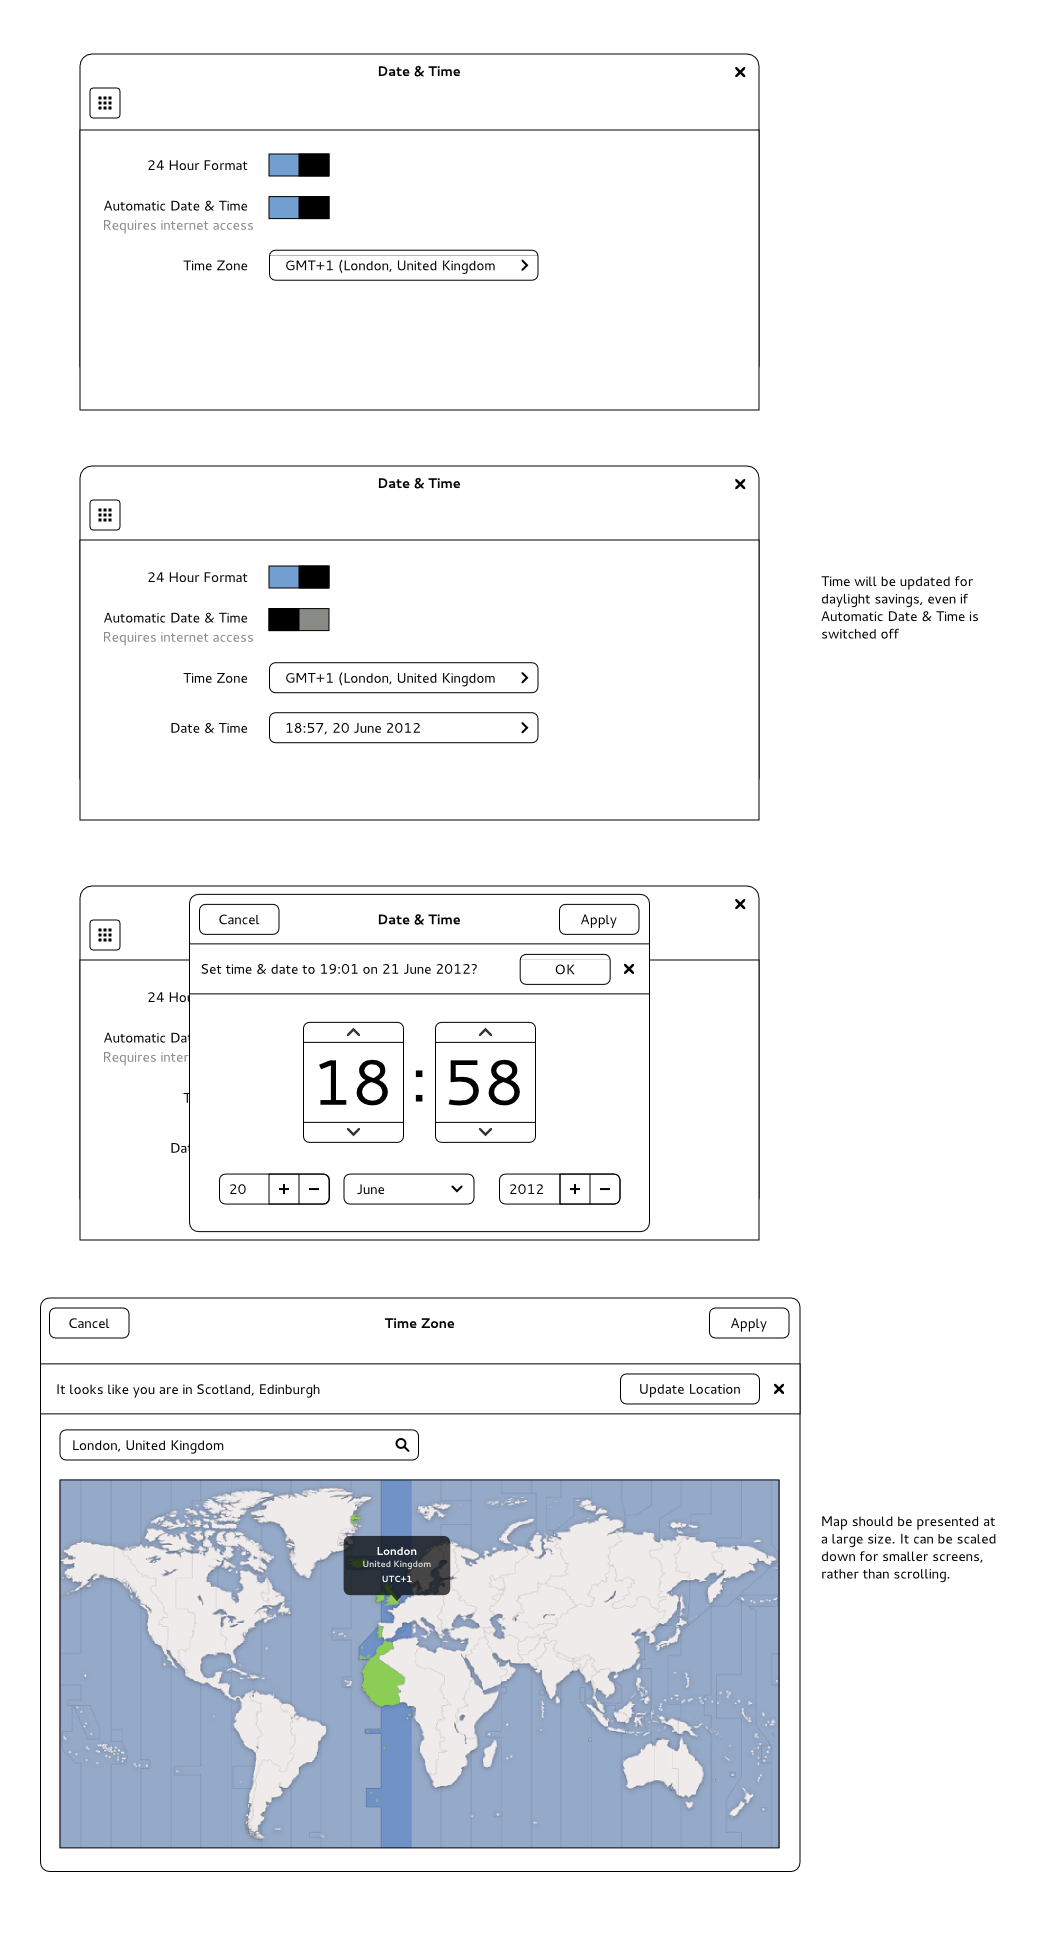 Date & Time
24 Hour Format
Automatic Date & Time
Requires internet access
Time Zone
GMT+1 (London, United Kingdom
Date & Time
24 Hour Format
Automatic Date & Time
Requires internet access
Time Zone
GMT+1 (London, United Kingdom
Date & Time
18:57, 20 June 2012
Time will be updated for
daylight savings, even if
Automatic Date & Time is
switched off
Cancel
Date & Time
Apply
Set time & date to 19:01 on 21 June 2012?
OK
24 Hou
Automatic Dat
Requires inter
T
Dat
18 : 58
20
June
2012
Cancel
Time Zone
Apply
It looks like you are in Scotland, Edinburgh
Update Location
London, United Kingdom
London
United Kingdom
UTC+1
Map should be presented at
a large size. It can be scaled
down for smaller screens,
rather than scrolling.